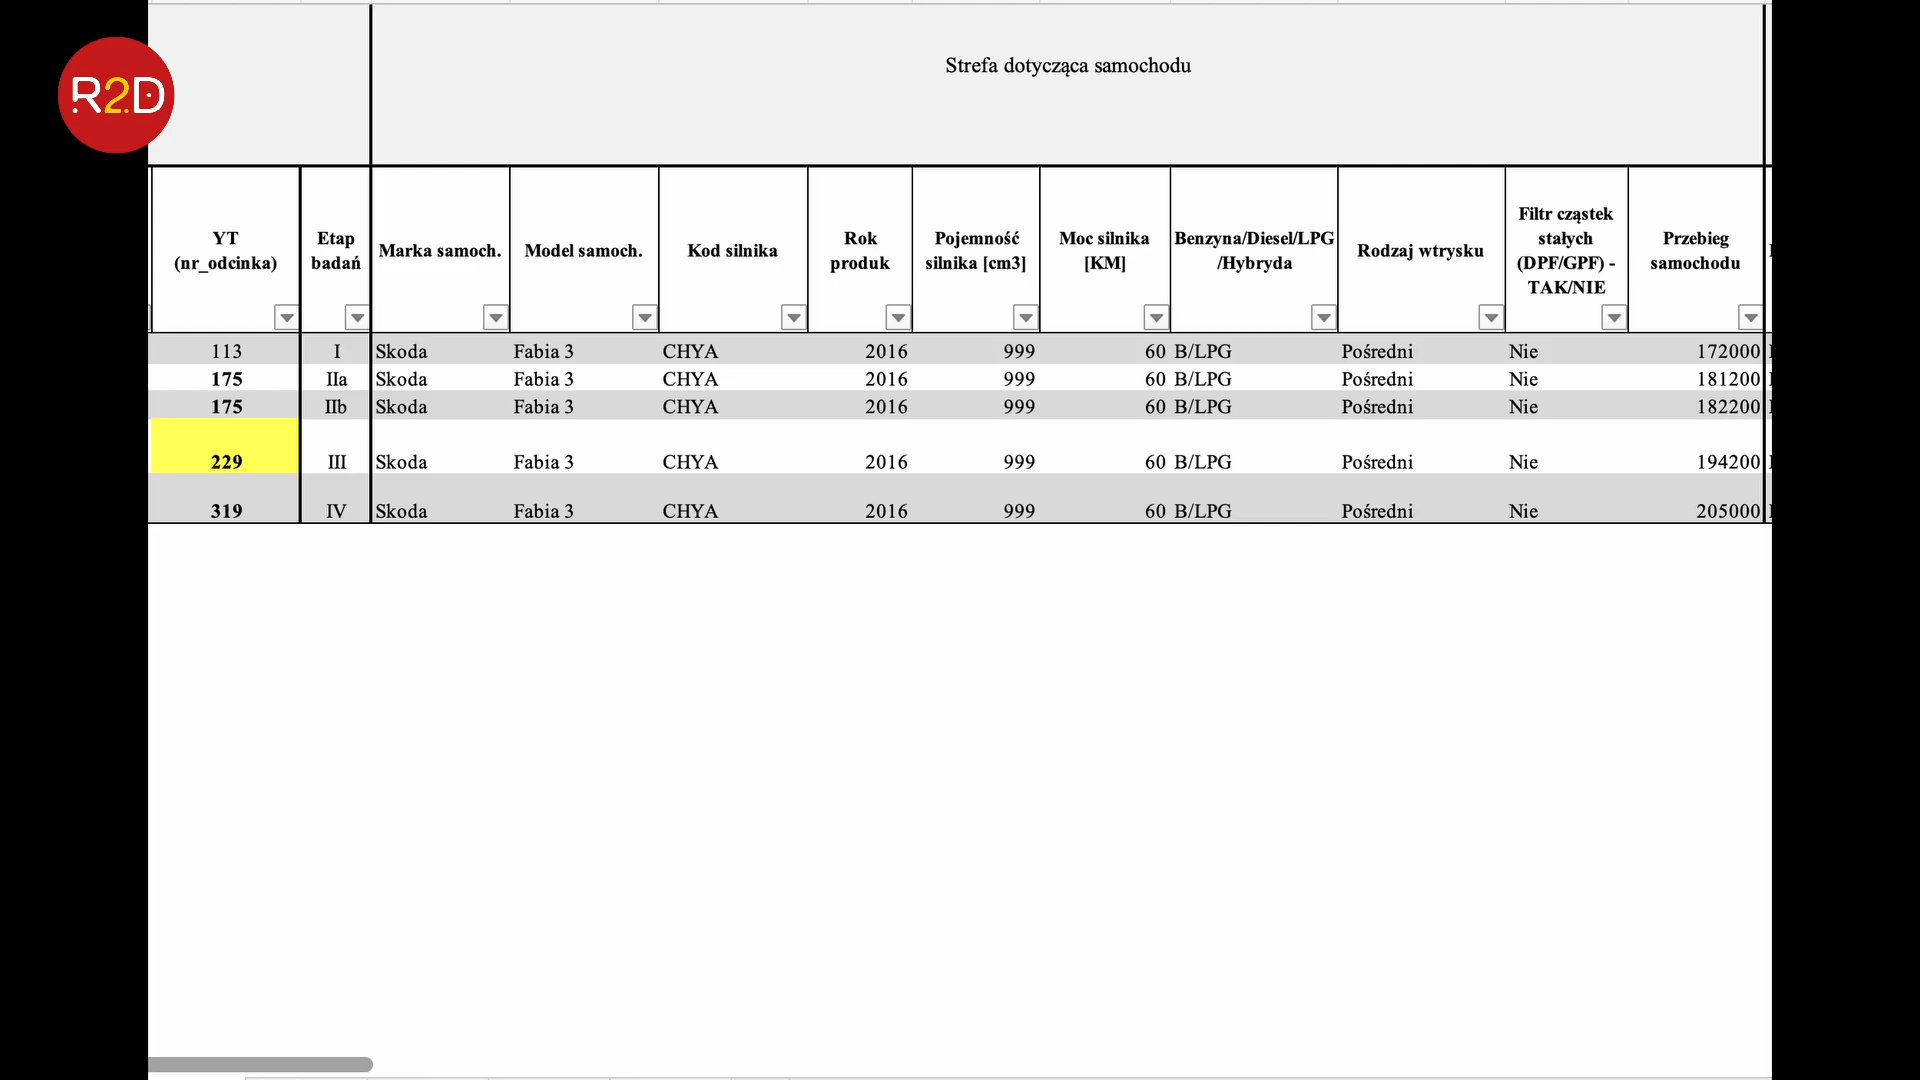 R2D
Strefa dotycząca samochodu
YT
(nr_odcinka)
Etap
badań
Marka samoch.
Model samoch.
Kod silnika
Rok
produk
Pojemność
silnika [cm3]
Moc silnika
[KM]
Benzyna/Diesel/LPG
/Hybryda
Rodzaj wtrysku
Filtr cząstek
stałych
(DPF/GPF) -
TAK/NIE
Przebieg
samochodu
113 I Skoda Fabia 3 CHYA 2016 999 60 B/LPG Pośredni Nie 172000
175 IIa Skoda Fabia 3 CHYA 2016 999 60 B/LPG Pośredni Nie 181200
175 IIb Skoda Fabia 3 CHYA 2016 999 60 B/LPG Pośredni Nie 182200
229 III Skoda Fabia 3 CHYA 2016 999 60 B/LPG Pośredni Nie 194200
319 IV Skoda Fabia 3 CHYA 2016 999 60 B/LPG Pośredni Nie 205000